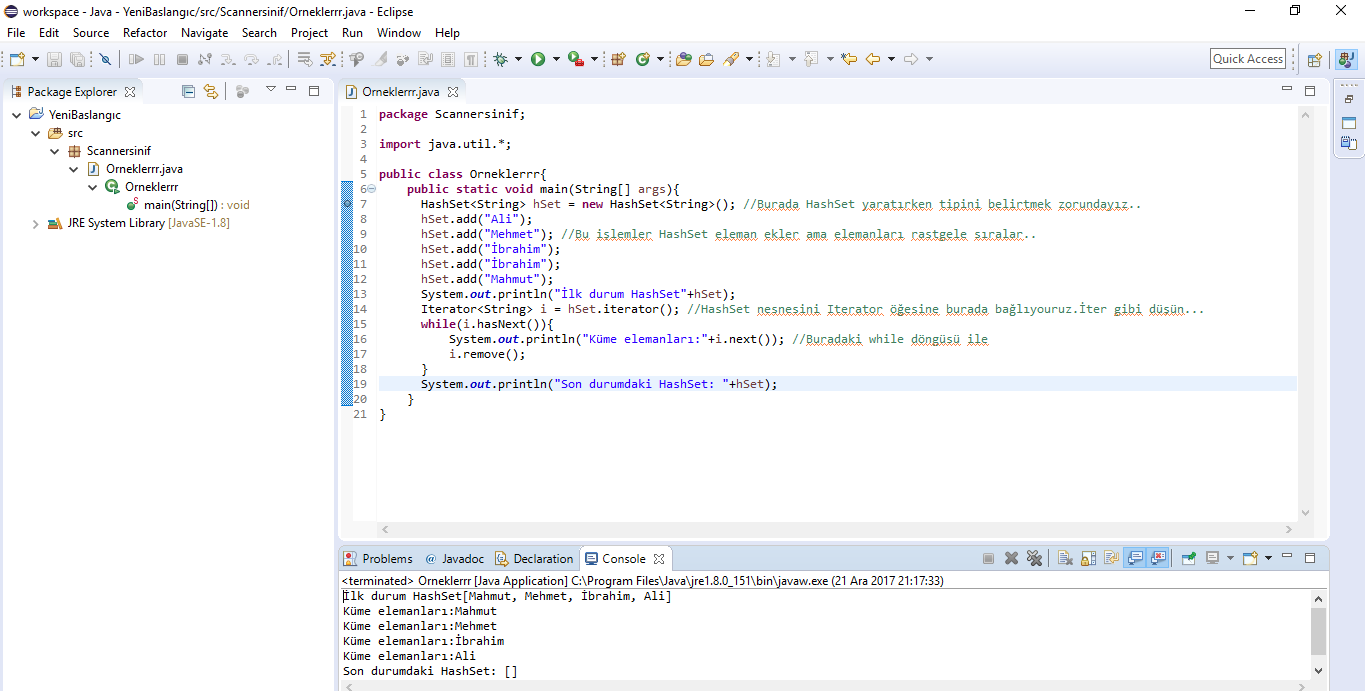 workspace - Java - YeniBaslangıc/src/Scannersinif/Orneklerrr.java - Eclipse
File Edit Source Refactor Navigate Search Project Run Window Help
Quick Access
Package Explorer
YeniBaslangıc
src
Scannersinif
Orneklerrr.java
Orneklerrr
main(String[]) : void
JRE System Library [JavaSE-1.8]
Orneklerrr.java
1 package Scannersinif;
2
3 import java.util.*;
4
5 public class Orneklerrr{
6 public static void main(String[] args){
7 HashSet<String> hSet = new HashSet<String>(); //Burada HashSet yaratırken tipini belirtmek zorundayız..
8 hSet.add("Ali");
9 hSet.add("Mehmet"); //Bu işlemler HashSet eleman ekler ama elemanları rastgele sıralar..
10 hSet.add("İbrahim");
11 hSet.add("İbrahim");
12 hSet.add("Mahmut");
13 System.out.println("İlk durum HashSet"+hSet);
14 Iterator<String> i = hSet.iterator(); //HashSet nesnesini Iterator öğesine burada bağlıyouruz.İter gibi düşün...
15 while(i.hasNext()){
16 System.out.println("Küme elemanları:"+i.next()); //Buradaki while döngüsü ile
17 i.remove();
18 }
19 System.out.println("Son durumdaki HashSet: "+hSet);
20 }
21 }
Problems @ Javadoc Declaration Console
<terminated> Orneklerrr [Java Application] C:\Program Files\Java\jre1.8.0_151\bin\javaw.exe (21 Ara 2017 21:17:33)
İlk durum HashSet[Mahmut, Mehmet, İbrahim, Ali]
Küme elemanları:Mahmut
Küme elemanları:Mehmet
Küme elemanları:İbrahim
Küme elemanları:Ali
Son durumdaki HashSet: []